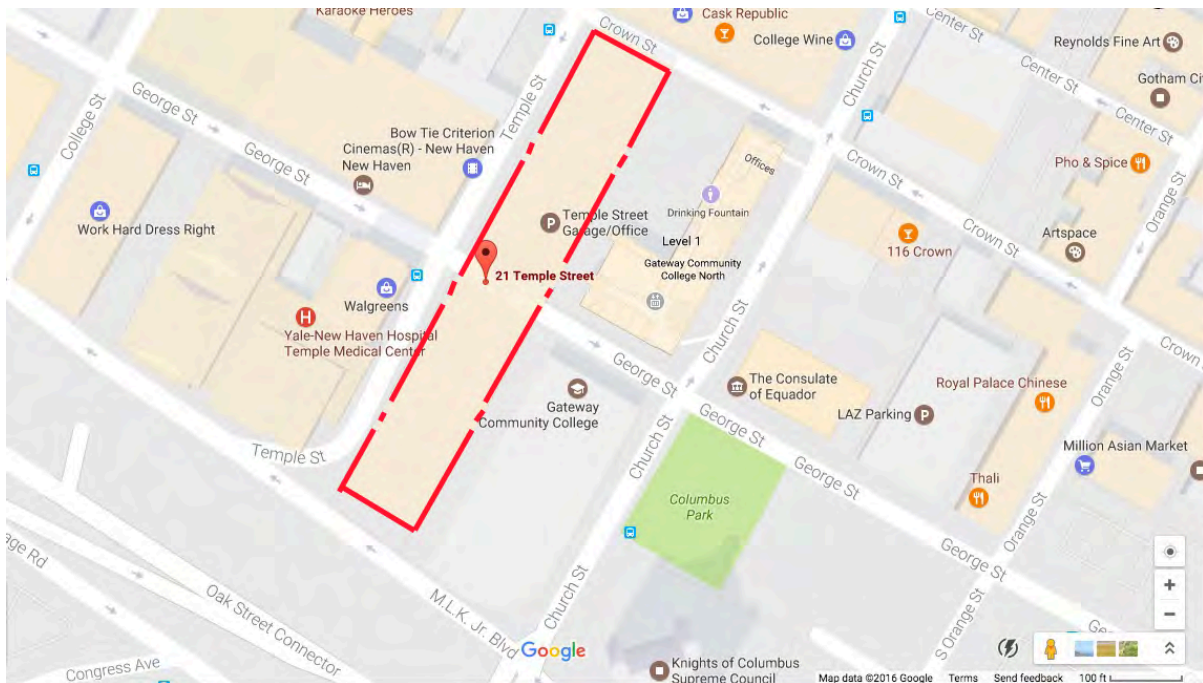 Karaoke Heroes
Crown St
Cask Republic
College Wine
Church St
Center St
Reynolds Fine Art
Gotham Cit
College St
George St
Temple St
Bow Tie Criterion
Cinemas(R) - New Haven
New Haven
Offices
Center St
Crown St
Pho & Spice
Orange St
George St
Work Hard Dress Right
P
Temple Street
Garage/Office
Drinking Fountain
Level 1
Gateway Community
College North
116 Crown
Artspace
Crown St
21 Temple Street
Walgreens
H
Yale-New Haven Hospital
Temple Medical Center
Church St
Crown
George St
The Consulate
of Equador
Royal Palace Chinese
Orange St
Gateway
Community College
LAZ Parking
P
Temple St
Church St
George St
George St
Million Asian Market
Thali
Columbus
Park
Orange St
George St
age Rd
Oak Street Connector
M.L.K. Jr. Blvd
Church St
S Orange St
+
−
Google
Congress Ave
Knights of Columbus
Supreme Council
Map data ©2016 Google
Terms
Send feedback
100 ft